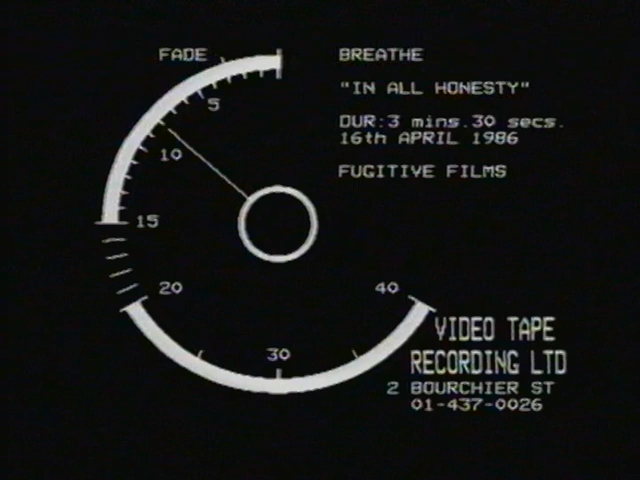 FADE
5
10
15
20
30
40
BREATHE
"IN ALL HONESTY"
DUR:3 mins.30 secs.
16th APRIL 1986
FUGITIVE FILMS
VIDEO TAPE
RECORDING LTD
2 BOURCHIER ST
01-437-0026